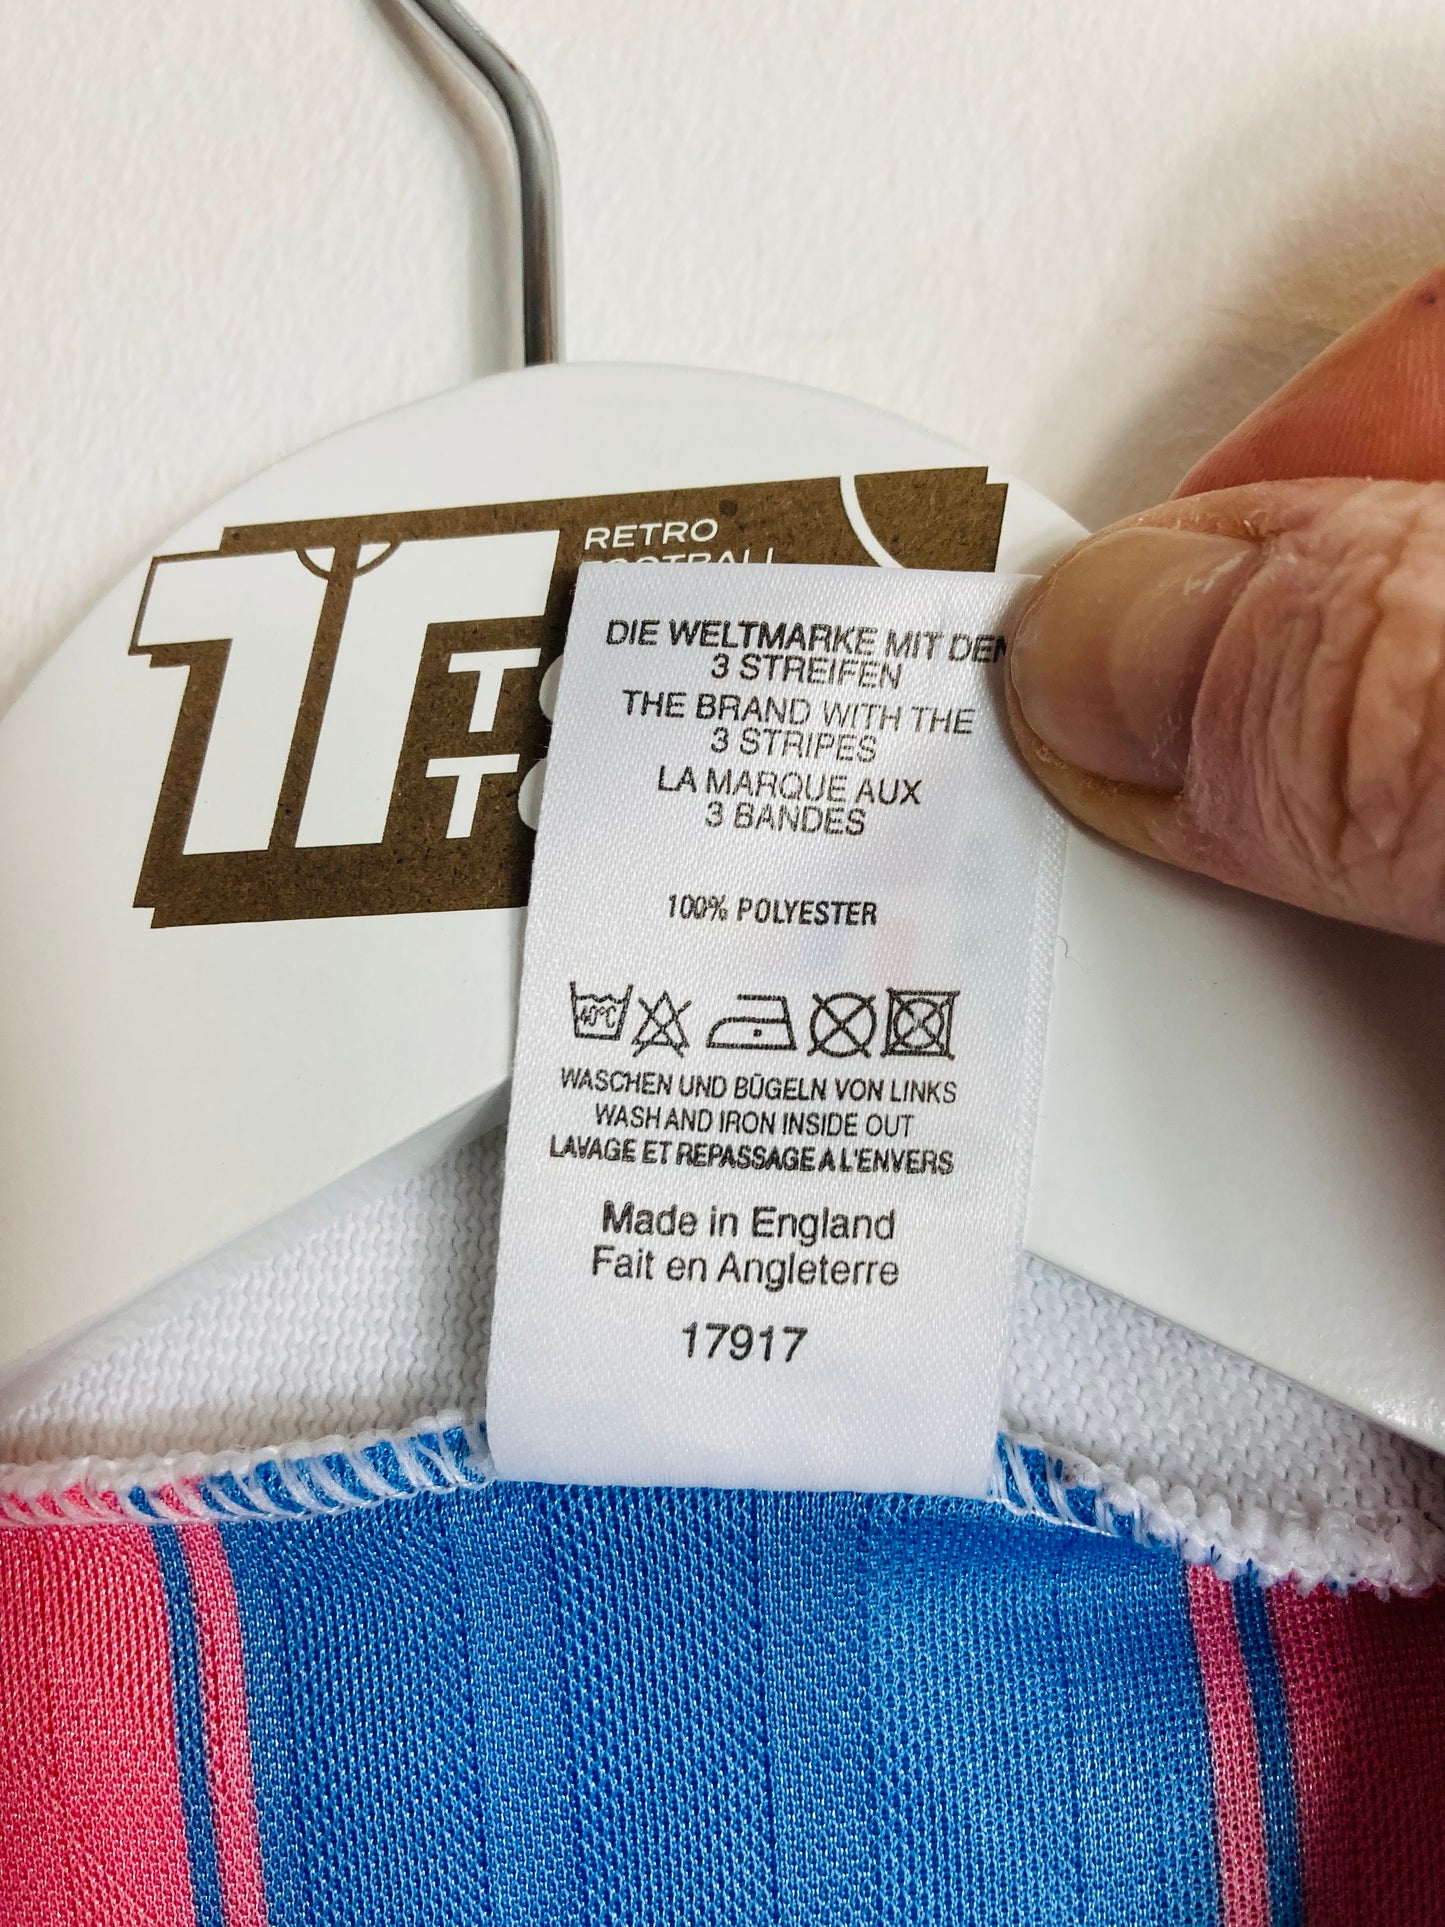 RETRO
DIE WELTMARKE MIT DEN
3 STREIFEN
THE BRAND WITH THE
3 STRIPES
LA MARQUE AUX
3 BANDES
100% POLYESTER
40°C
WASCHEN UND BÜGELN VON LINKS
WASH AND IRON INSIDE OUT
LAVAGE ET REPASSAGE A L'ENVERS
Made in England
Fait en Angleterre
17917